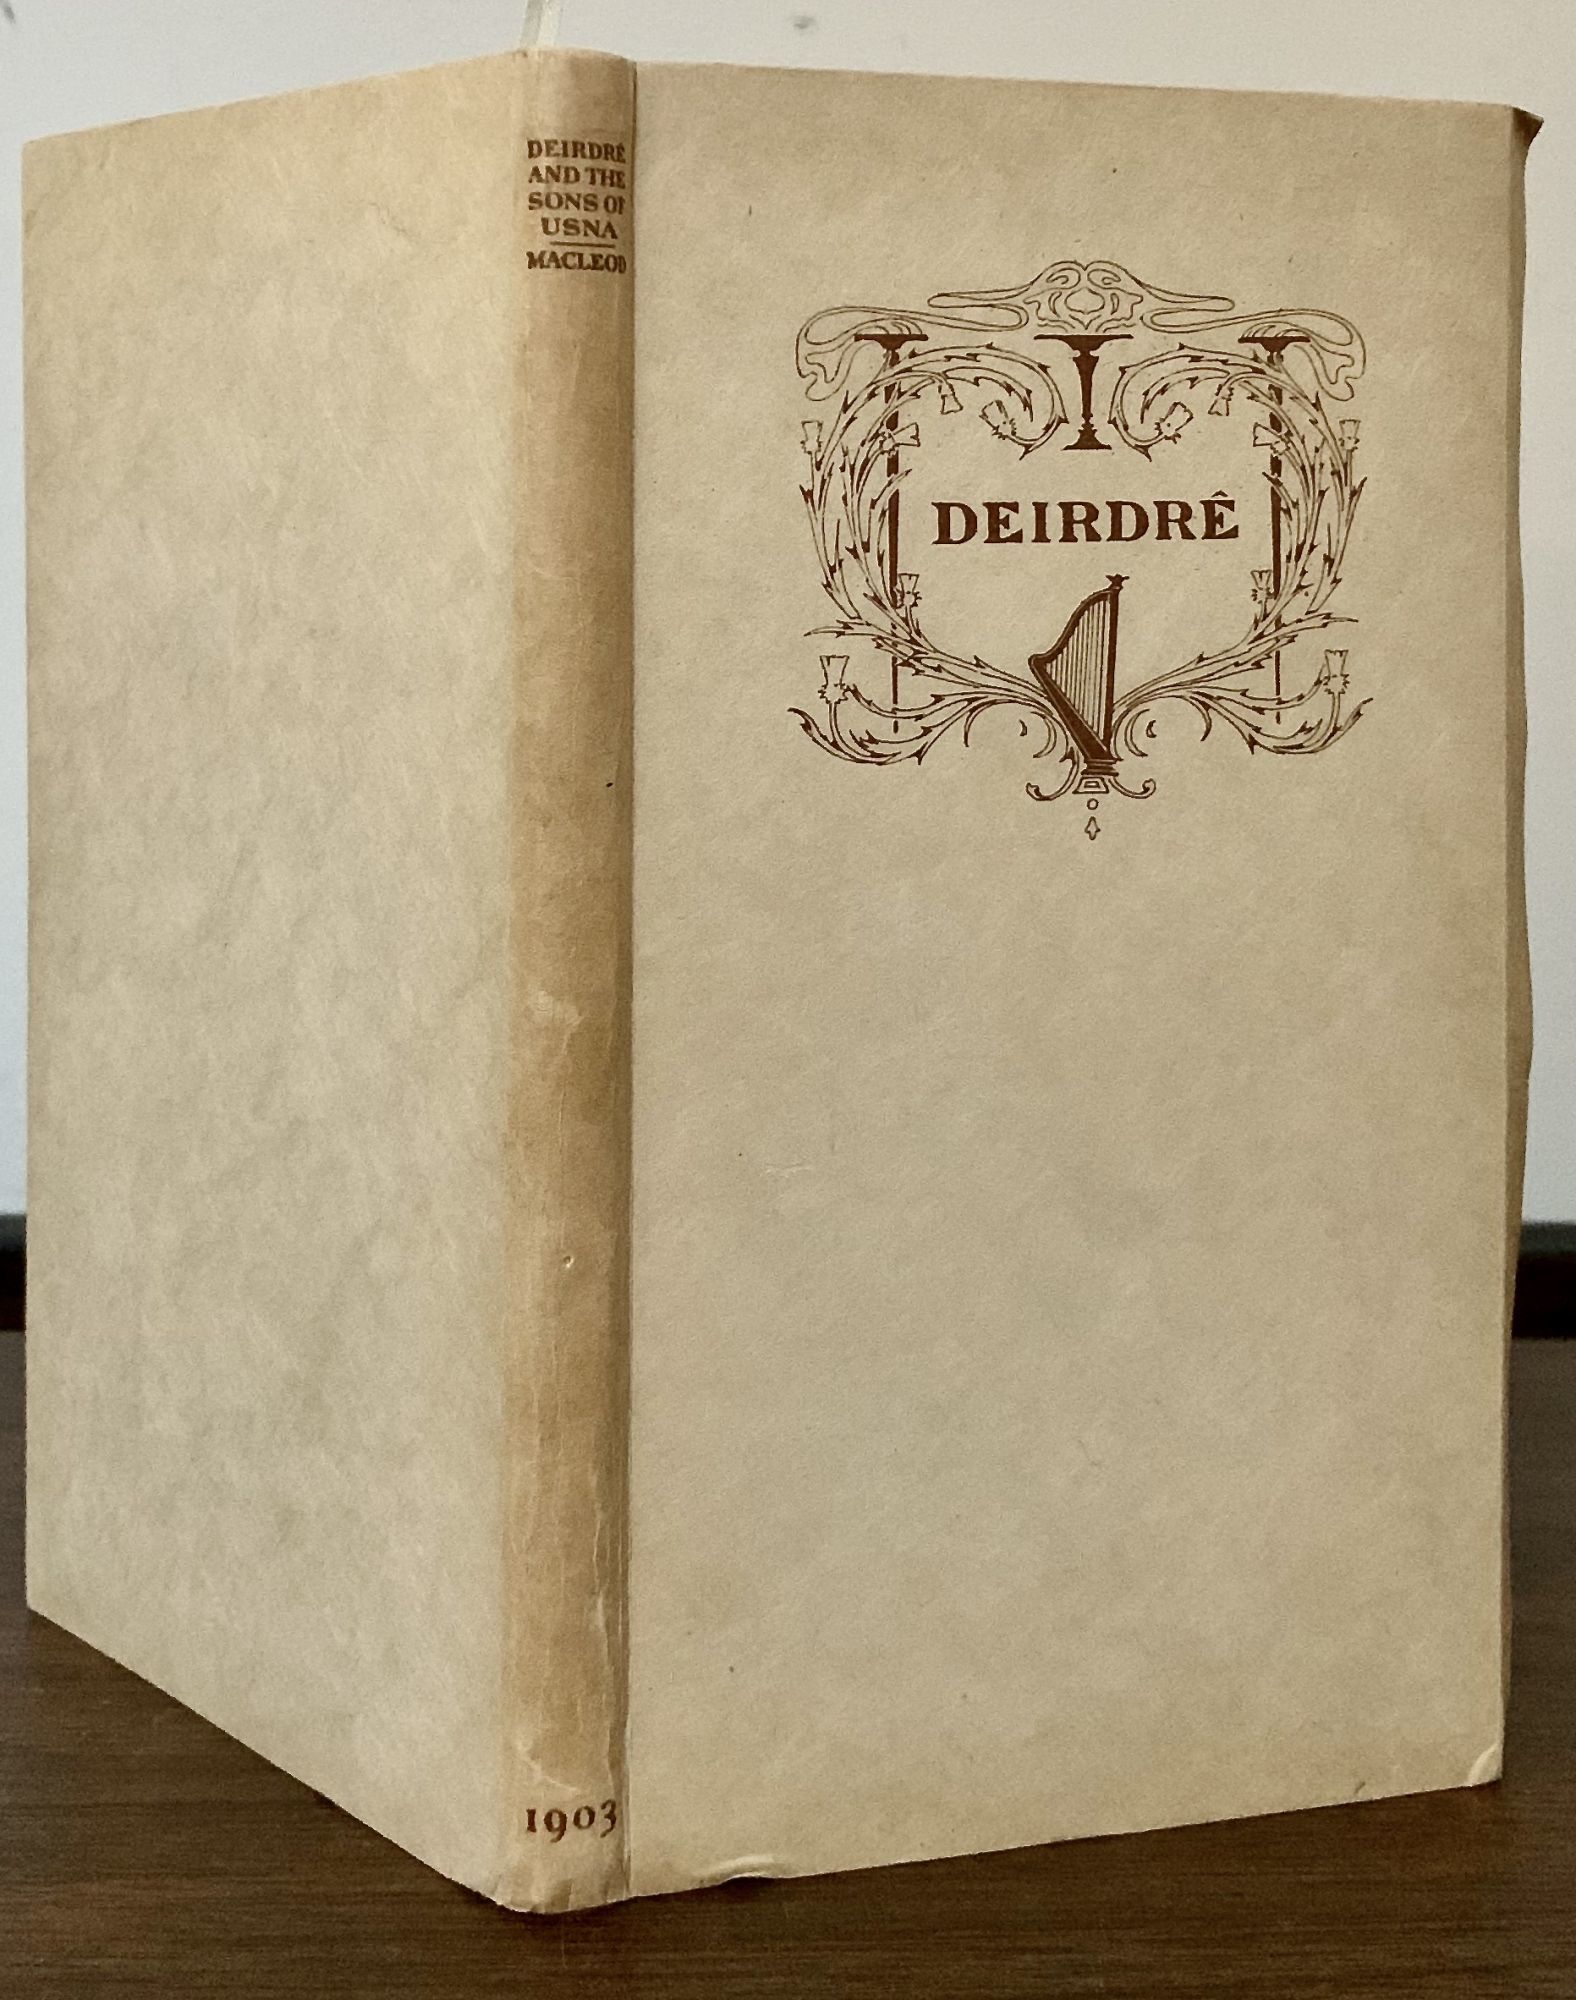 DEIRDRÊ
AND THE
SONS OF
USNA
MACLEOD
1903
DEIRDRÊ